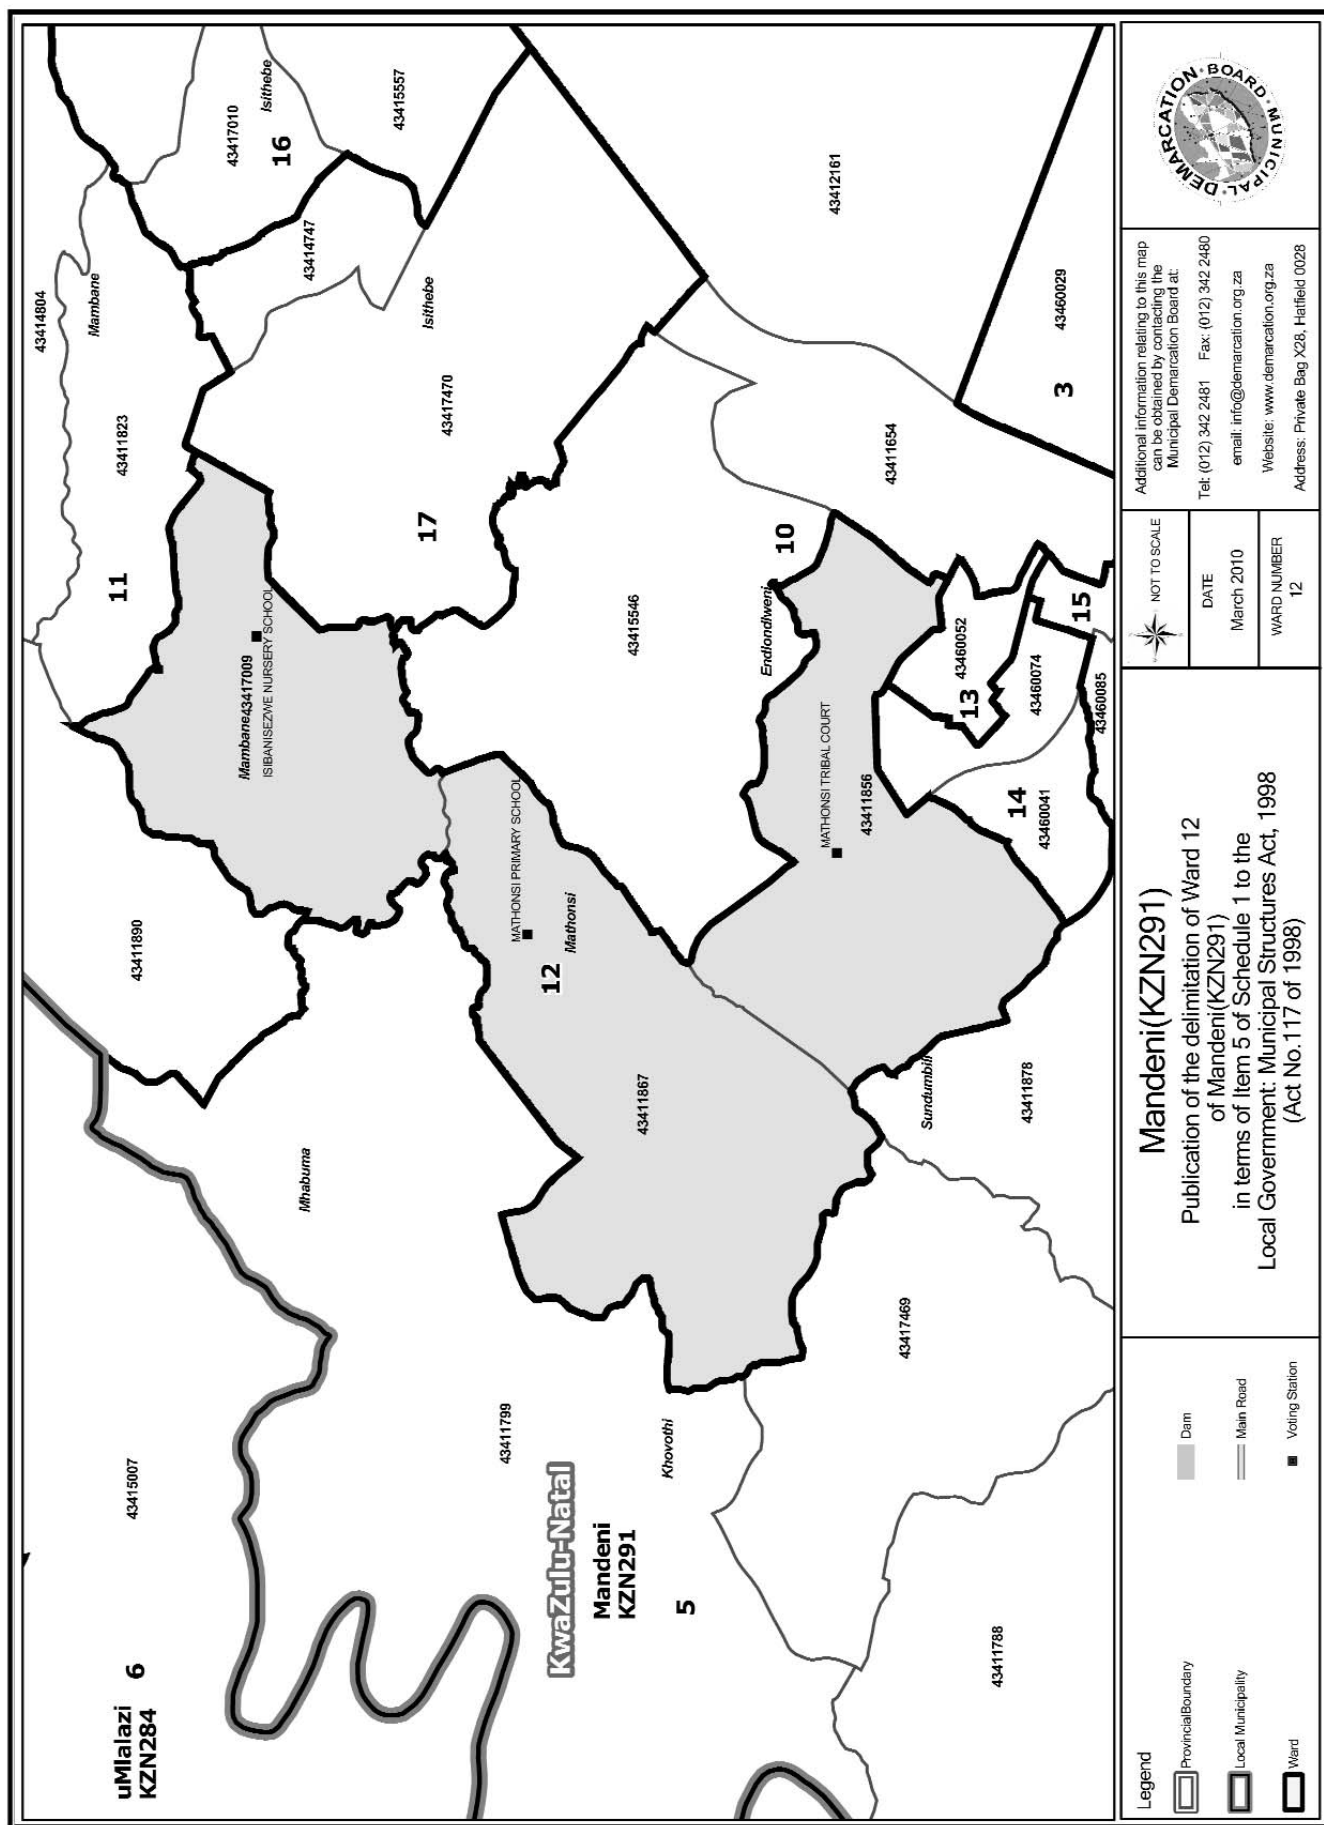 uMlalazi
KZN284
6
43415007
43411890
11
43411823
43414804
Mambane
43417010
Isithebe
16
43415557
43414747
Isithebe
43417470
17
Mambane43417009
ISIBANISEZWE NURSERY SCHOOL
Mhabuma
43411799
KwaZulu-Natal
Mandeni
KZN291
5
Khovothi
MATHONSI PRIMARY SCHOOL
12
Mathonsi
43411867
43415546
Endlondlweni
10
MATHONSI TRIBAL COURT
43411856
43411654
43412161
43460029
3
43460052
13
43460074
15
43460085
14
43460041
Sundumbili
43411878
43417469
43411788
Legend
ProvincialBoundary
Local Municipality
Ward
Dam
Main Road
Voting Station
Mandeni(KZN291)
Publication of the delimitation of Ward 12
of Mandeni(KZN291)
in terms of Item 5 of Schedule 1 to the
Local Government: Municipal Structures Act, 1998
(Act No.117 of 1998)
NOT TO SCALE
DATE
March 2010
WARD NUMBER
12
Additional information relating to this map
can be obtained by contacting the
Municipal Demarcation Board at:
Tel: (012) 342 2481 Fax: (012) 342 2480
email: info@demarcation.org.za
Website: www.demarcation.org.za
Address: Private Bag X28, Hatfield 0028
MUNICIPAL DEMARCATION BOARD